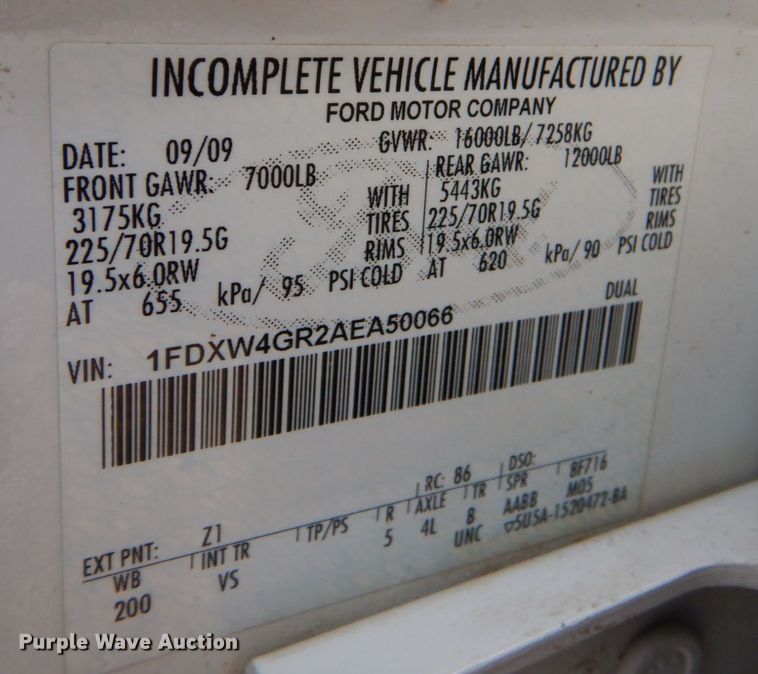 INCOMPLETE VEHICLE MANUFACTURED BY
FORD MOTOR COMPANY
DATE: 09/09 GVWR: 16000LB/ 7258KG
FRONT GAWR: 7000LB REAR GAWR: 12000LB
3175KG WITH 5443KG WITH
225/70R19.5G TIRES 225/70R19.5G TIRES
19.5x6.0RW RIMS 19.5x6.0RW RIMS
AT 655 kPa/ 95 PSI COLD AT 620 kPa/ 90 PSI COLD
DUAL
VIN: 1FDXW4GR2AEA50066
EXT PNT: Z1 RC: 86 DSO:
WB INT TR TP/PS R AXLE TR SPR 8F716
200 VS 5 4L B AABB M05
UNC ▽5U5A-1520472-BA
Purple Wave Auction